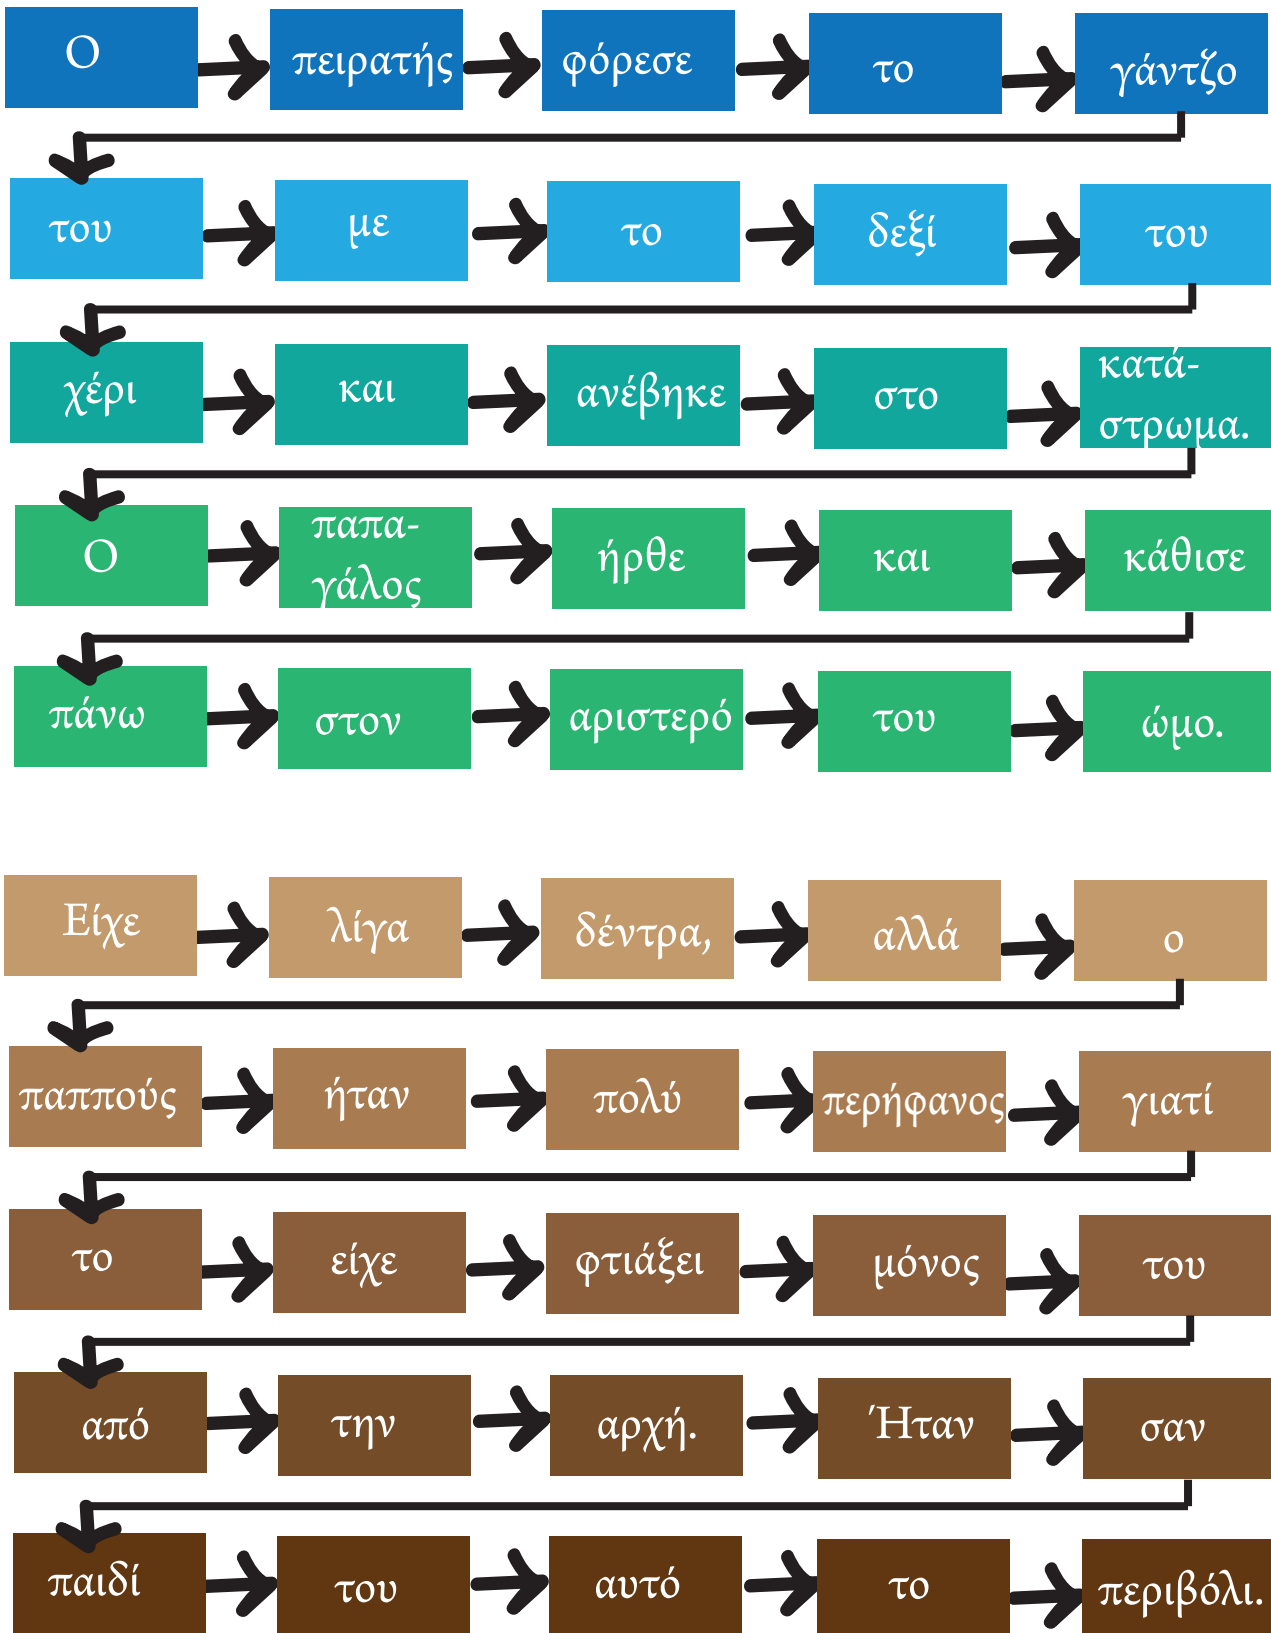 Ο πειρατής φόρεσε το γάντζο
του με το δεξί του
χέρι και ανέβηκε στο κατά-
στρωμα.
Ο παπα-
γάλος ήρθε και κάθισε
πάνω στον αριστερό του ώμο.
Είχε λίγα δέντρα, αλλά ο
παππούς ήταν πολύ περήφανος γιατί
το είχε φτιάξει μόνος του
από την αρχή. Ήταν σαν
παιδί του αυτό το περιβόλι.